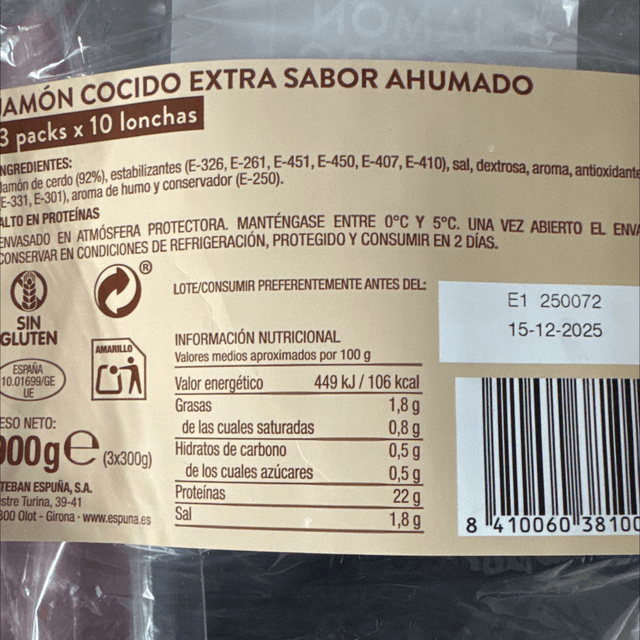 JAMÓN COCIDO EXTRA SABOR AHUMADO
3 packs x 10 lonchas
INGREDIENTES:
Jamón de cerdo (92%), estabilizantes (E-326, E-261, E-451, E-450, E-407, E-410), sal, dextrosa, aroma, antioxidante
(E-331, E-301), aroma de humo y conservador (E-250).
ALTO EN PROTEÍNAS
ENVASADO EN ATMÓSFERA PROTECTORA. MANTÉNGASE ENTRE 0°C Y 5°C. UNA VEZ ABIERTO EL ENVA
CONSERVAR EN CONDICIONES DE REFRIGERACIÓN, PROTEGIDO Y CONSUMIR EN 2 DÍAS.
®
LOTE/CONSUMIR PREFERENTEMENTE ANTES DEL:
E1 250072
15-12-2025
SIN
GLUTEN
AMARILLO
ESPAÑA
10.01699/GE
UE
PESO NETO:
900g e (3x300g)
ESTEBAN ESPUÑA, S.A.
estre Turina, 39-41
800 Olot - Girona · www.espuna.es
INFORMACIÓN NUTRICIONAL
Valores medios aproximados por 100 g
Valor energético 449 kJ / 106 kcal
Grasas 1,8 g
de las cuales saturadas 0,8 g
Hidratos de carbono 0,5 g
de los cuales azúcares 0,5 g
Proteínas 22 g
Sal 1,8 g
8 410060 38100